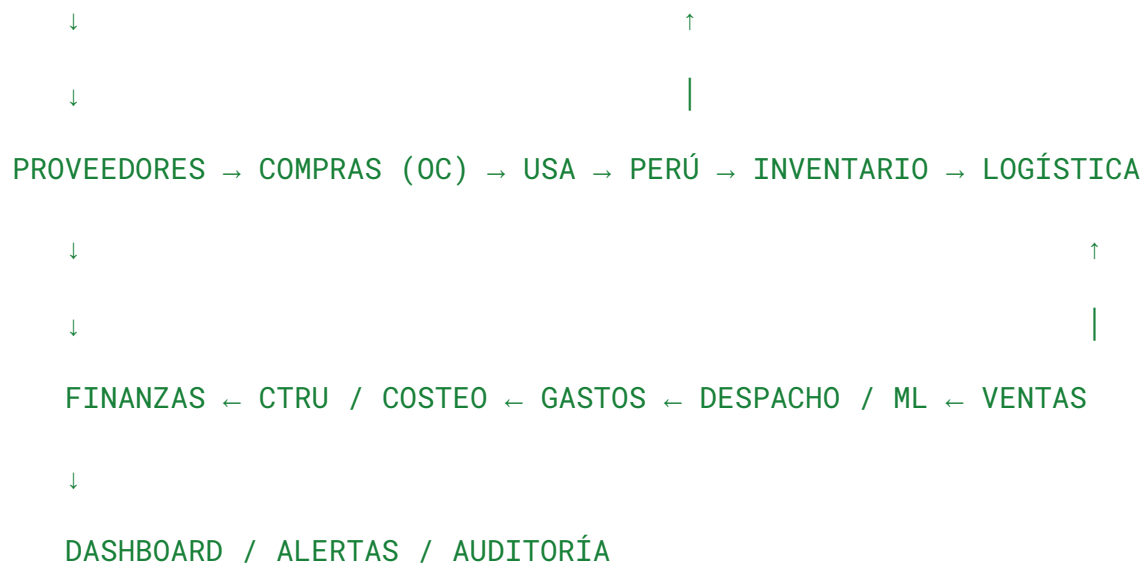 ↓ ↑
↓ |
PROVEEDORES → COMPRAS (OC) → USA → PERÚ → INVENTARIO → LOGÍSTICA
↓ ↑
↓ |
FINANZAS ← CTRU / COSTEO ← GASTOS ← DESPACHO / ML ← VENTAS
↓
DASHBOARD / ALERTAS / AUDITORÍA